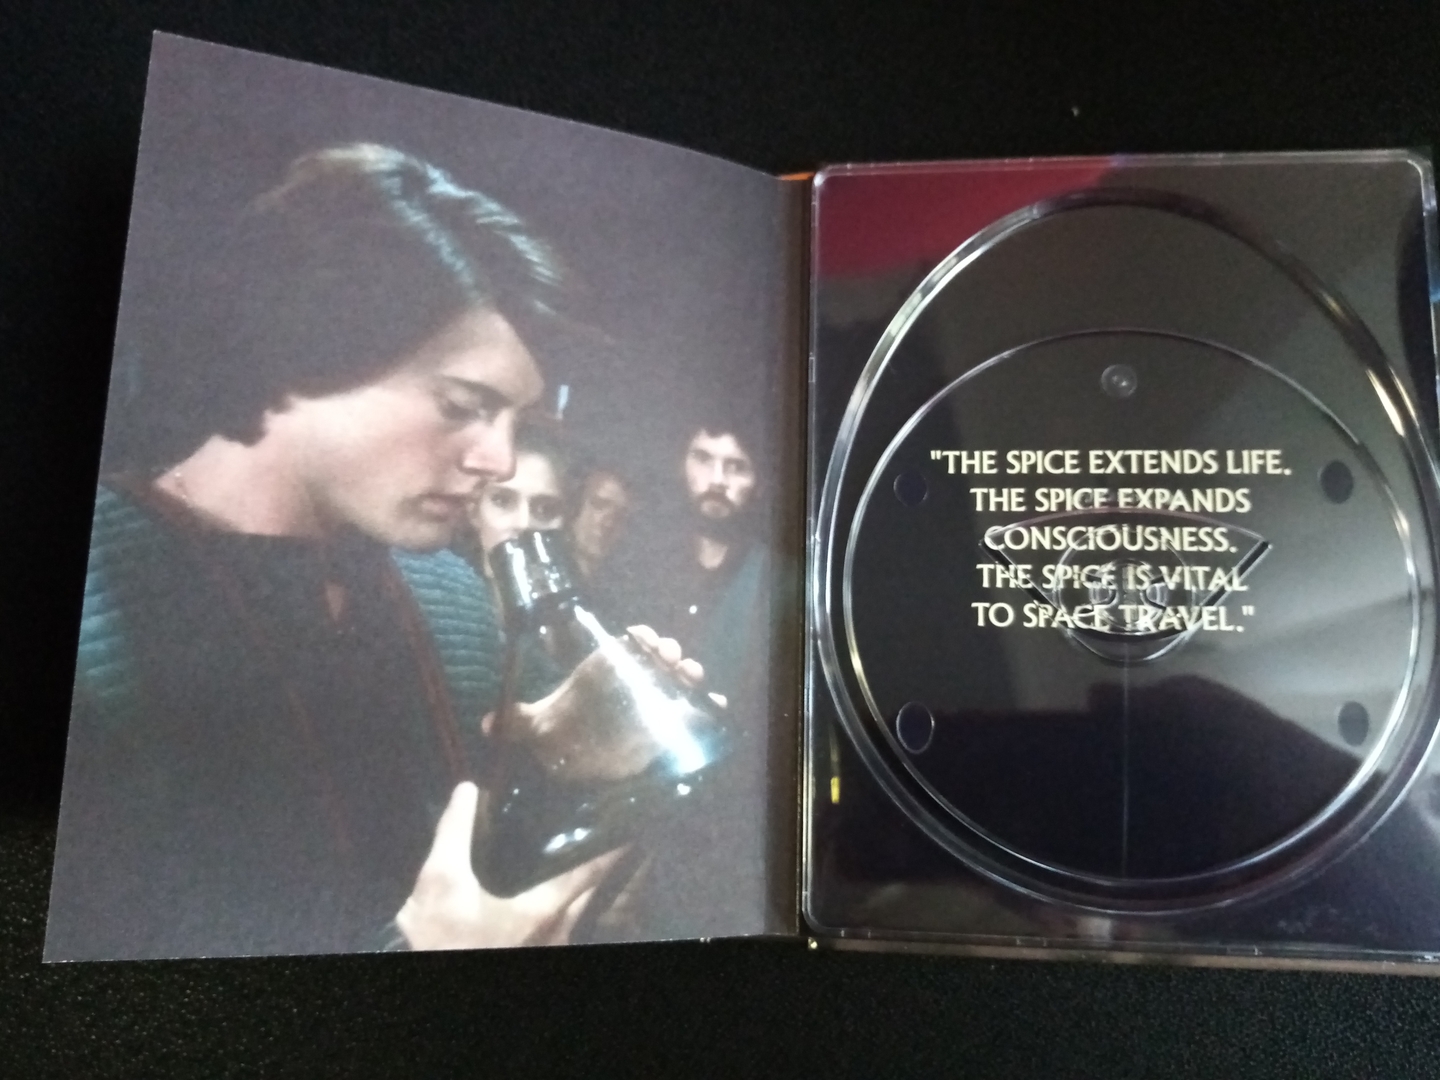 "THE SPICE EXTENDS LIFE.
THE SPICE EXPANDS
CONSCIOUSNESS.
THE SPICE IS VITAL
TO SPACE TRAVEL."